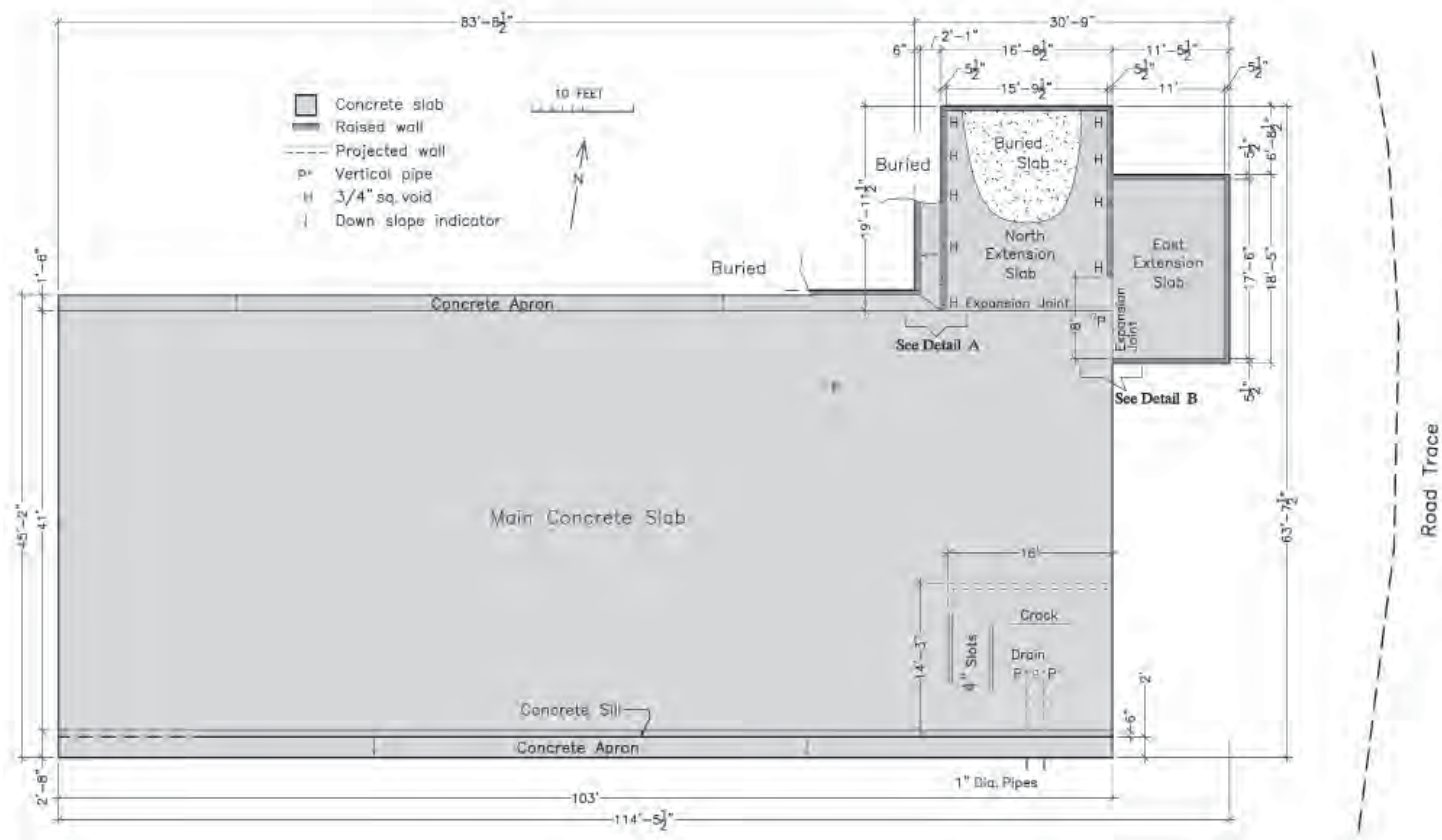 83'-8½"
30'-9"
6"
2'-1"
16'-8½"
11'-5½"
5½"
5½"
5½"
15'-9½"
11'
10 FEET
N
Concrete slab
Raised wall
Projected wall
P° Vertical pipe
H 3/4" sq. void
Down slope indicator
Buried
Buried
Slab
H
H
H
H
H
H
H
H
H
19'-11½"
North
Extension
Slab
East
Extension
Slab
5½"
6'-8½"
17'-6"
18'-5"
5½"
Buried
1'-6"
Concrete Apron
Expansion Joint
P
8'
Expansion
Joint
See Detail A
See Detail B
P
Road Trace
45'-2"
41'
Main Concrete Slab
63'-7½"
16'
14'-3"
4" Slots
Crack
Drain
P P
2'
6"
Concrete Sill
Concrete Apron
2'-8"
1" Dia. Pipes
103'
114'-5½"